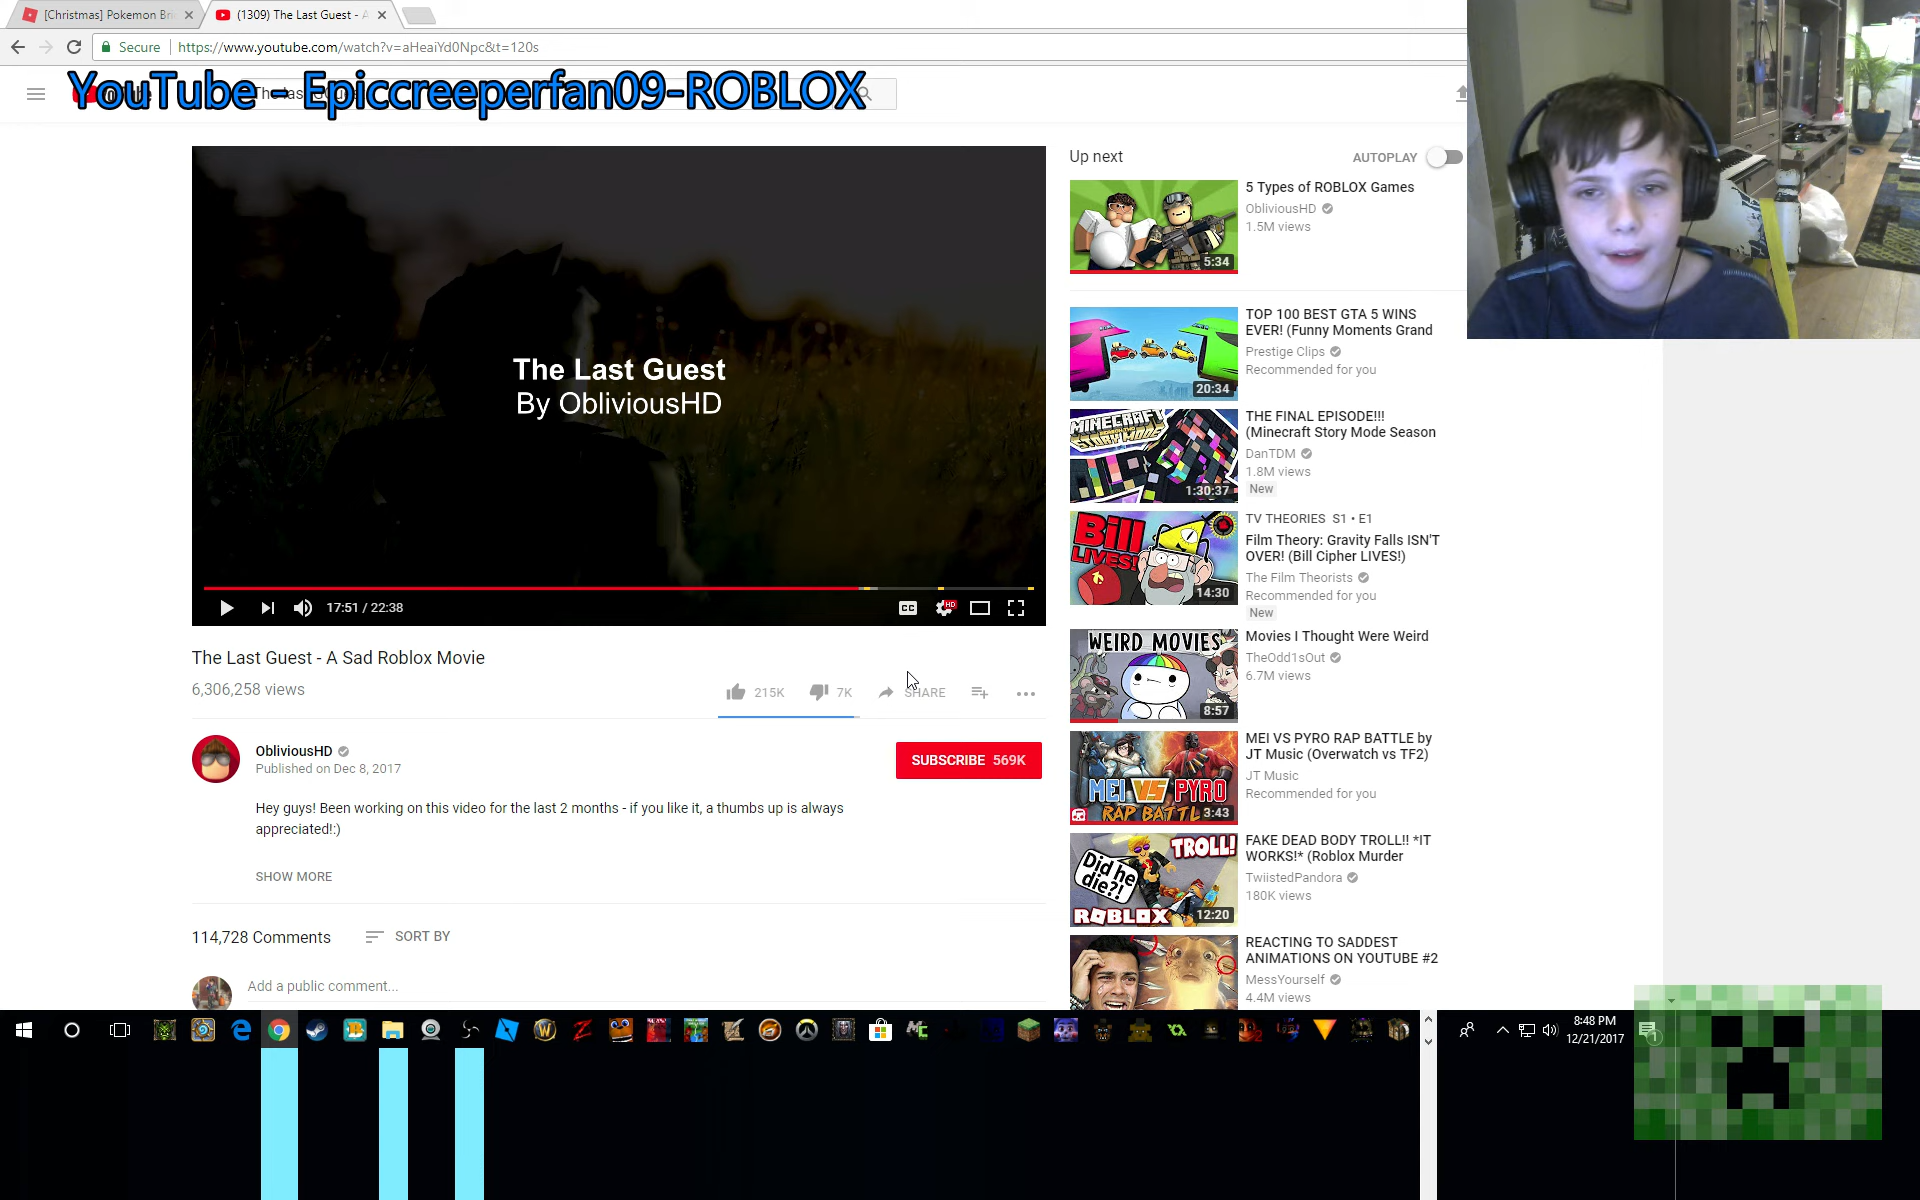 [Christmas] Pokemon Bri
(1309) The Last Guest - A
Secure
https://www.youtube.com/watch?v=aHeaiYd0Npc&t=120s
YouTube - Epiccreeperfan09-ROBLOX
The Last Guest
By ObliviousHD
17:51 / 22:38
CC
HD
The Last Guest - A Sad Roblox Movie
6,306,258 views
215K
7K
SHARE
ObliviousHD
Published on Dec 8, 2017
SUBSCRIBE 569K
Hey guys! Been working on this video for the last 2 months - if you like it, a thumbs up is always
appreciated!:)
SHOW MORE
114,728 Comments
SORT BY
Add a public comment...
Up next
AUTOPLAY
5:34
5 Types of ROBLOX Games
ObliviousHD
1.5M views
20:34
TOP 100 BEST GTA 5 WINS
EVER! (Funny Moments Grand
Prestige Clips
Recommended for you
MINECRAFT
STORY MODE
1:30:37
THE FINAL EPISODE!!!
(Minecraft Story Mode Season
DanTDM
1.8M views
New
Bill
LIVES!
14:30
TV THEORIES S1 • E1
Film Theory: Gravity Falls ISN'T
OVER! (Bill Cipher LIVES!)
The Film Theorists
Recommended for you
New
WEIRD MOVIES
8:57
Movies I Thought Were Weird
TheOdd1sOut
6.7M views
MEI VS PYRO
RAP BATTL
3:43
MEI VS PYRO RAP BATTLE by
JT Music (Overwatch vs TF2)
JT Music
Recommended for you
TROLL!
Did he
die?!
ROBLOX
12:20
FAKE DEAD BODY TROLL!! *IT
WORKS!* (Roblox Murder
TwiistedPandora
180K views
REACTING TO SADDEST
ANIMATIONS ON YOUTUBE #2
MessYourself
4.4M views
8:48 PM
12/21/2017
1